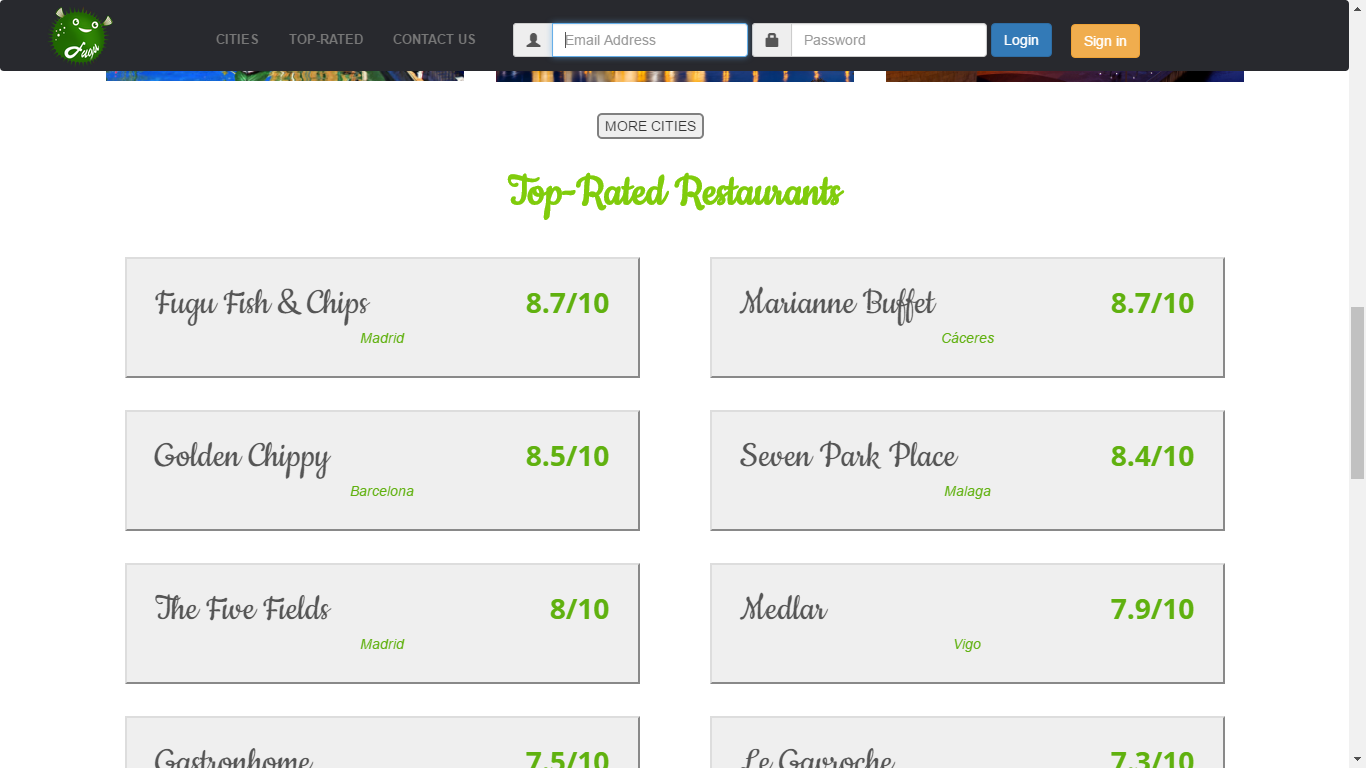 Fugu
CITIES TOP-RATED CONTACT US Email Address Password Login Sign in
MORE CITIES
Top-Rated Restaurants
Fugu Fish & Chips 8.7/10
Madrid
Marianne Buffet 8.7/10
Cáceres
Golden Chippy 8.5/10
Barcelona
Seven Park Place 8.4/10
Malaga
The Five Fields 8/10
Madrid
Medlar 7.9/10
Vigo
Gastronhome 7.5/10
Le Gavroche 7.3/10